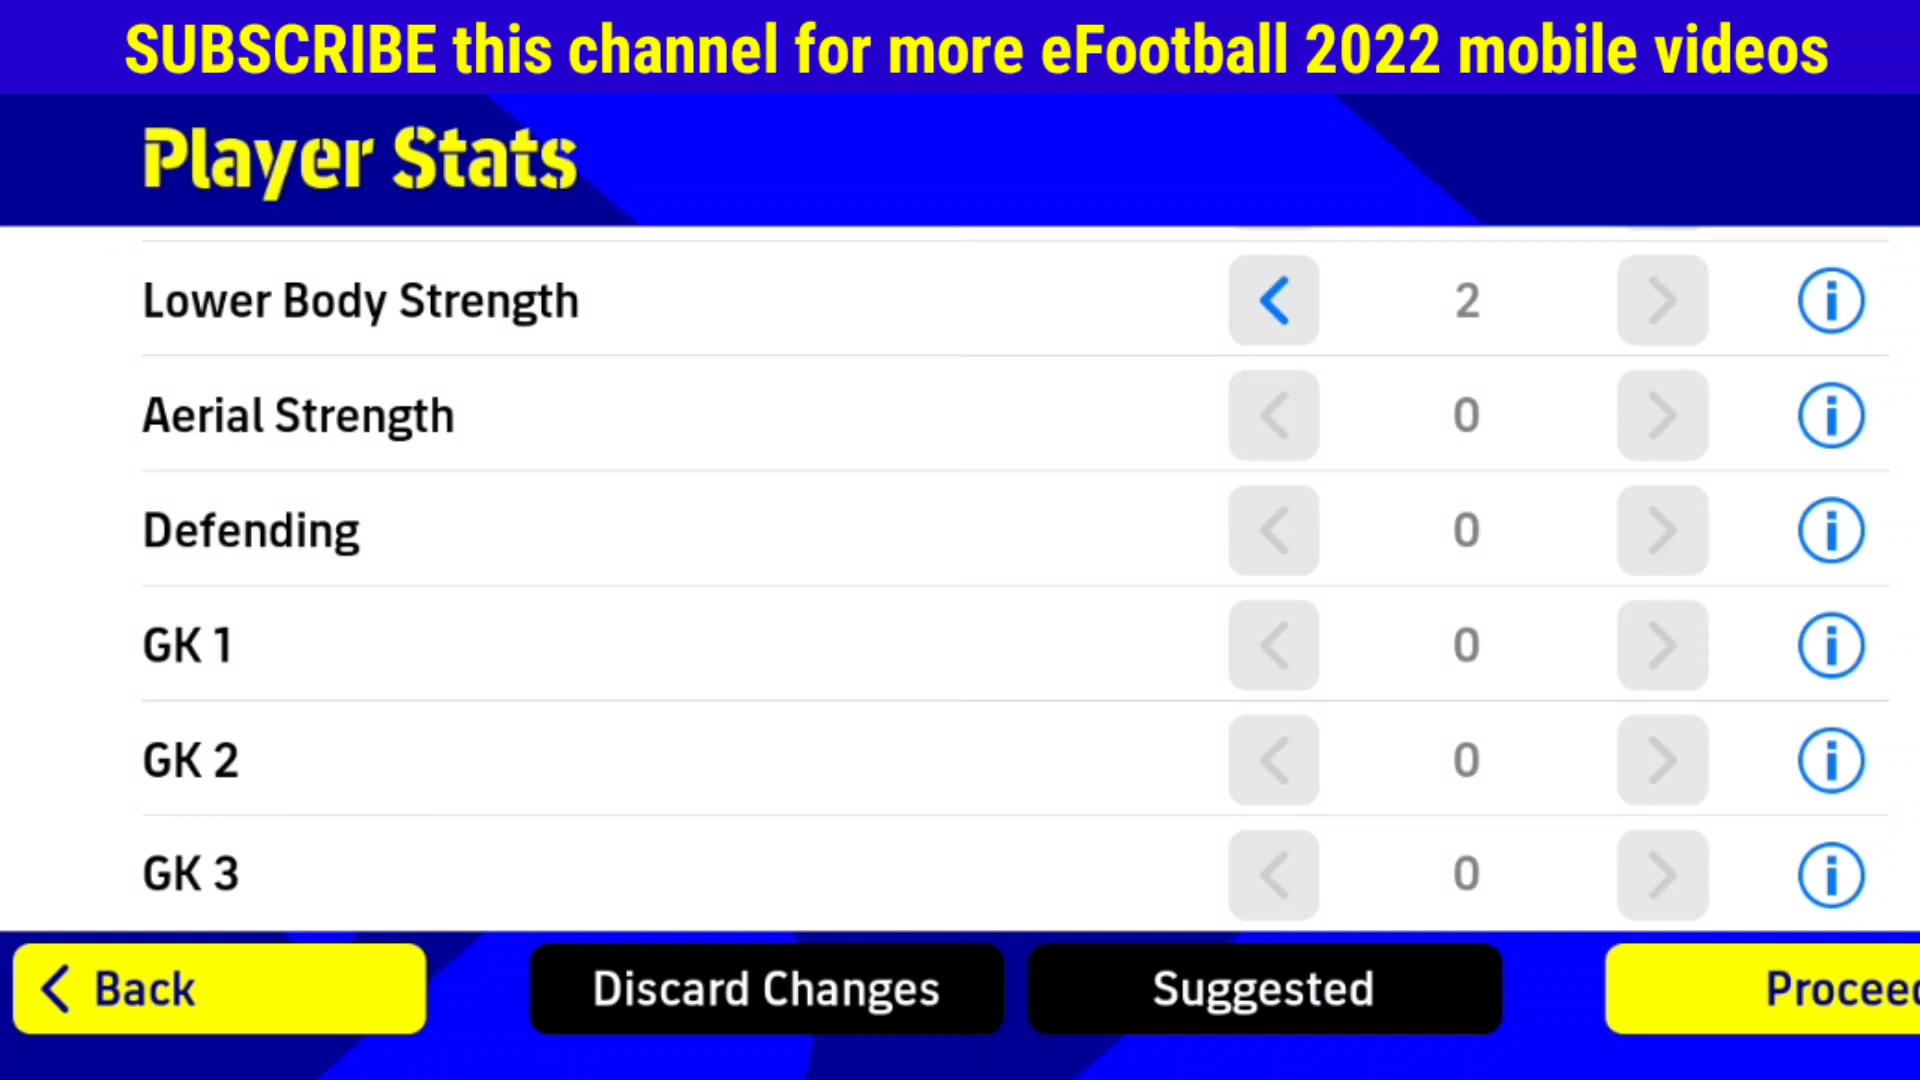 SUBSCRIBE this channel for more eFootball 2022 mobile videos
Player Stats
Lower Body Strength 2
Aerial Strength 0
Defending 0
GK 1 0
GK 2 0
GK 3 0
Back Discard Changes Suggested Proceed